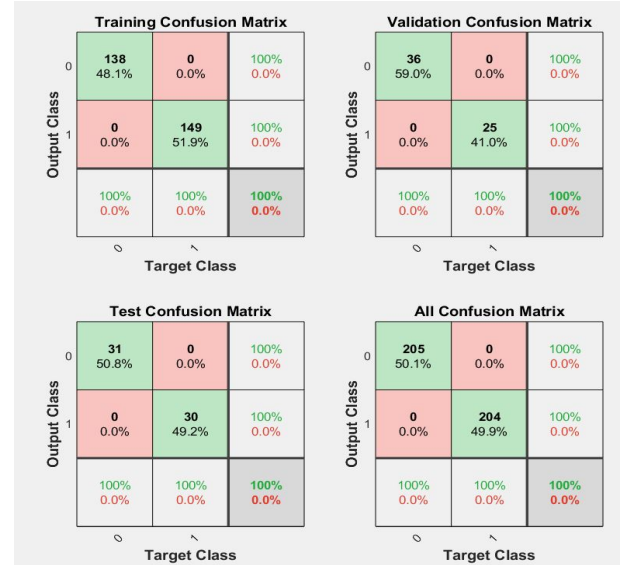 Training Confusion Matrix
138 0 100%
48.1% 0.0% 0.0%
0
0 149 100%
0.0% 51.9% 0.0%
1
100% 100% 100%
0.0% 0.0% 0.0%
0 1
Target Class
Output Class
Validation Confusion Matrix
36 0 100%
59.0% 0.0% 0.0%
0
0 25 100%
0.0% 41.0% 0.0%
1
100% 100% 100%
0.0% 0.0% 0.0%
0 1
Target Class
Output Class
Test Confusion Matrix
31 0 100%
50.8% 0.0% 0.0%
0
0 30 100%
0.0% 49.2% 0.0%
1
100% 100% 100%
0.0% 0.0% 0.0%
0 1
Target Class
Output Class
All Confusion Matrix
205 0 100%
50.1% 0.0% 0.0%
0
0 204 100%
0.0% 49.9% 0.0%
1
100% 100% 100%
0.0% 0.0% 0.0%
0 1
Target Class
Output Class